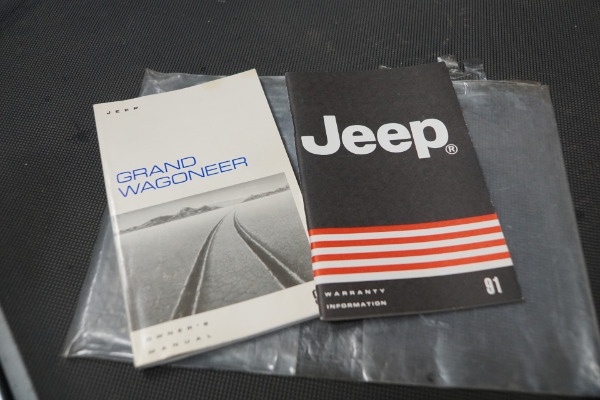 JEEP
GRAND
WAGONEER
OWNER'S
MANUAL
Jeep®
WARRANTY
INFORMATION
91